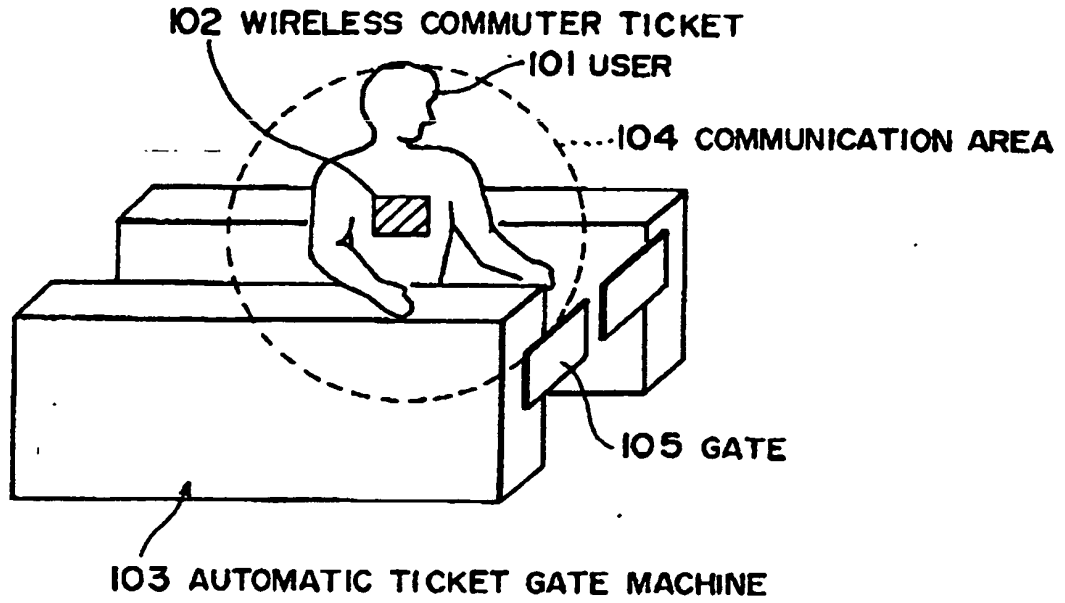 102 WIRELESS COMMUTER TICKET
101 USER
104 COMMUNICATION AREA
105 GATE
103 AUTOMATIC TICKET GATE MACHINE